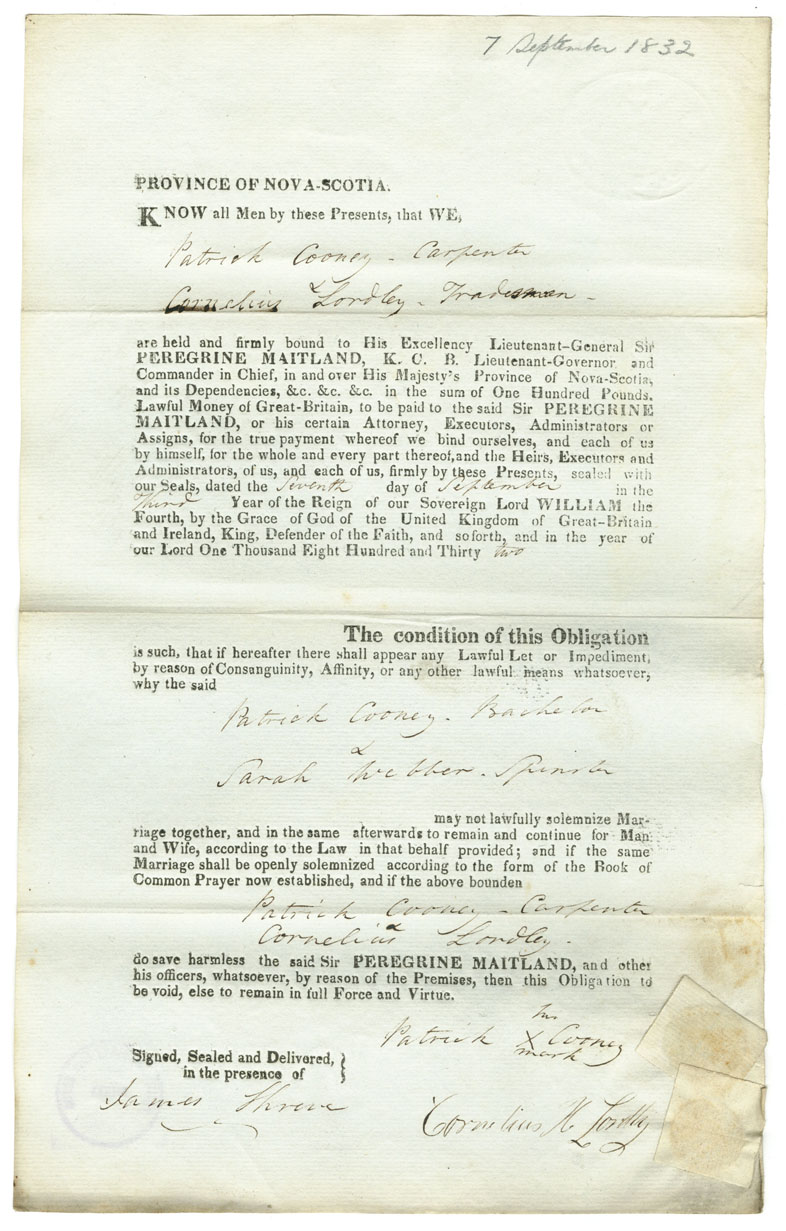 7 September 1832
PROVINCE OF NOVA-SCOTIA.
KNOW all Men by these Presents, that WE,
Patrick Cooney - Carpenter
&
Cornelius Lordley - Tradesman -
are held and firmly bound to His Excellency Lieutenant-General Sir
PEREGRINE MAITLAND, K. C. B. Lieutenant-Governor and
Commander in Chief, in and over His Majesty's Province of Nova-Scotia,
and its Dependencies, &c. &c. &c. in the sum of One Hundred Pounds.
Lawful Money of Great-Britain, to be paid to the said Sir PEREGRINE
MAITLAND, or his certain Attorney, Executors, Administrators or
Assigns, for the true payment whereof we bind ourselves, and each of us
by himself, for the whole and every part thereof, and the Heirs, Executors and
Administrators, of us, and each of us, firmly by these Presents, sealed with
our Seals, dated the Seventh day of September in the
Third Year of the Reign of our Sovereign Lord WILLIAM the
Fourth, by the Grace of God of the United Kingdom of Great-Britain
and Ireland, King, Defender of the Faith, and so forth, and in the year of
our Lord One Thousand Eight Hundred and Thirty two
The condition of this Obligation
is such, that if hereafter there shall appear any Lawful Let or Impediment,
by reason of Consanguinity, Affinity, or any other lawful means whatsoever,
why the said
Patrick Cooney - Bachelor
&
Sarah Webber - Spinster
may not lawfully solemnize Mar-
riage together, and in the same afterwards to remain and continue for Man
and Wife, according to the Law in that behalf provided; and if the same
Marriage shall be openly solemnized according to the form of the Book of
Common Prayer now established, and if the above bounden
Patrick Cooney - Carpenter
&
Cornelius Lordley -
do save harmless the said Sir PEREGRINE MAITLAND, and other
his officers, whatsoever, by reason of the Premises, then this Obligation to
be void, else to remain in full Force and Virtue.
his
Patrick X Cooney
mark
Signed, Sealed and Delivered,
in the presence of
James Shreve
Cornelius H Lordly